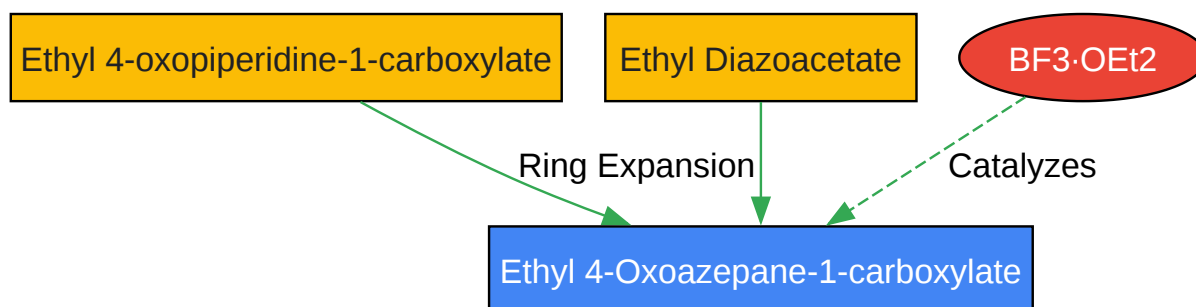 Ethyl 4-oxopiperidine-1-carboxylate
Ethyl Diazoacetate
BF3·OEt2
Ring Expansion
Catalyzes
Ethyl 4-Oxoazepane-1-carboxylate